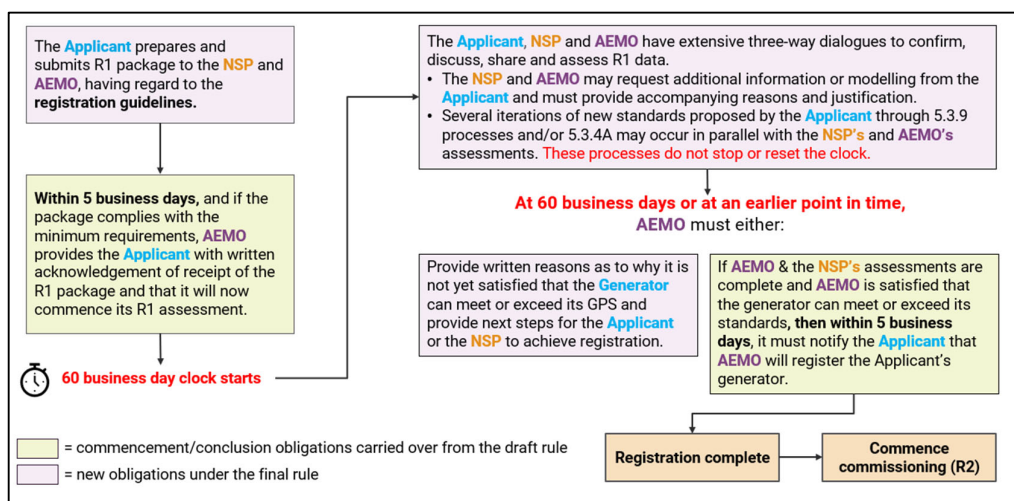 The Applicant prepares and
submits R1 package to the NSP and
AEMO, having regard to the
registration guidelines.
Within 5 business days, and if the
package complies with the
minimum requirements, AEMO
provides the Applicant with written
acknowledgement of receipt of the
R1 package and that it will now
commence its R1 assessment.
60 business day clock starts
The Applicant, NSP and AEMO have extensive three-way dialogues to confirm,
discuss, share and assess R1 data.
• The NSP and AEMO may request additional information or modelling from the
Applicant and must provide accompanying reasons and justification.
• Several iterations of new standards proposed by the Applicant through 5.3.9
processes and/or 5.3.4A may occur in parallel with the NSP's and AEMO's
assessments. These processes do not stop or reset the clock.
At 60 business days or at an earlier point in time,
AEMO must either:
Provide written reasons as to why it is
not yet satisfied that the Generator
can meet or exceed its GPS and
provide next steps for the Applicant
or the NSP to achieve registration.
If AEMO & the NSP's assessments are
complete and AEMO is satisfied that
the generator can meet or exceed its
standards, then within 5 business
days, it must notify the Applicant that
AEMO will register the Applicant's
generator.
Registration complete
Commence
commissioning (R2)
= commencement/conclusion obligations carried over from the draft rule
= new obligations under the final rule